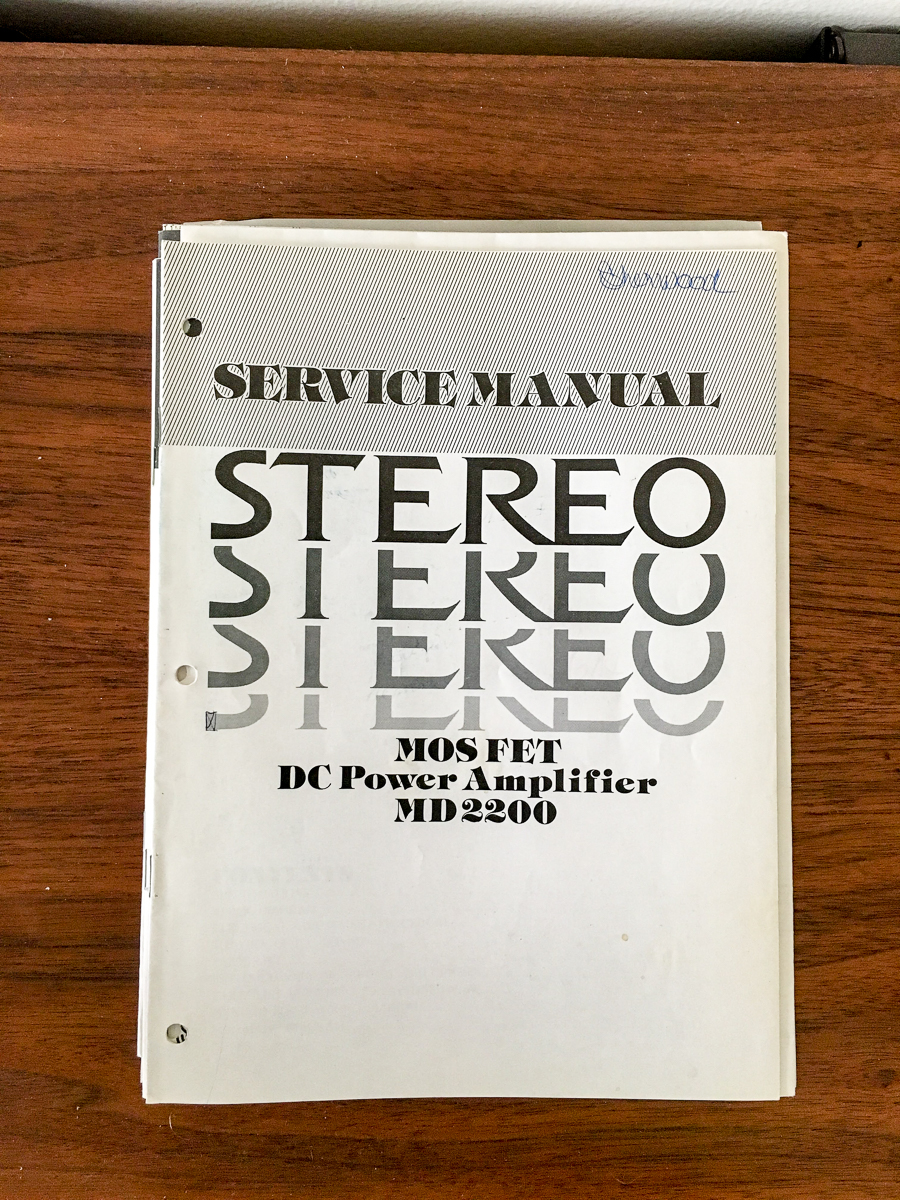 Sherwood
SERVICE MANUAL
STEREO
STEREO
STEREO
STEREO
MOS FET
DC Power Amplifier
MD 2200